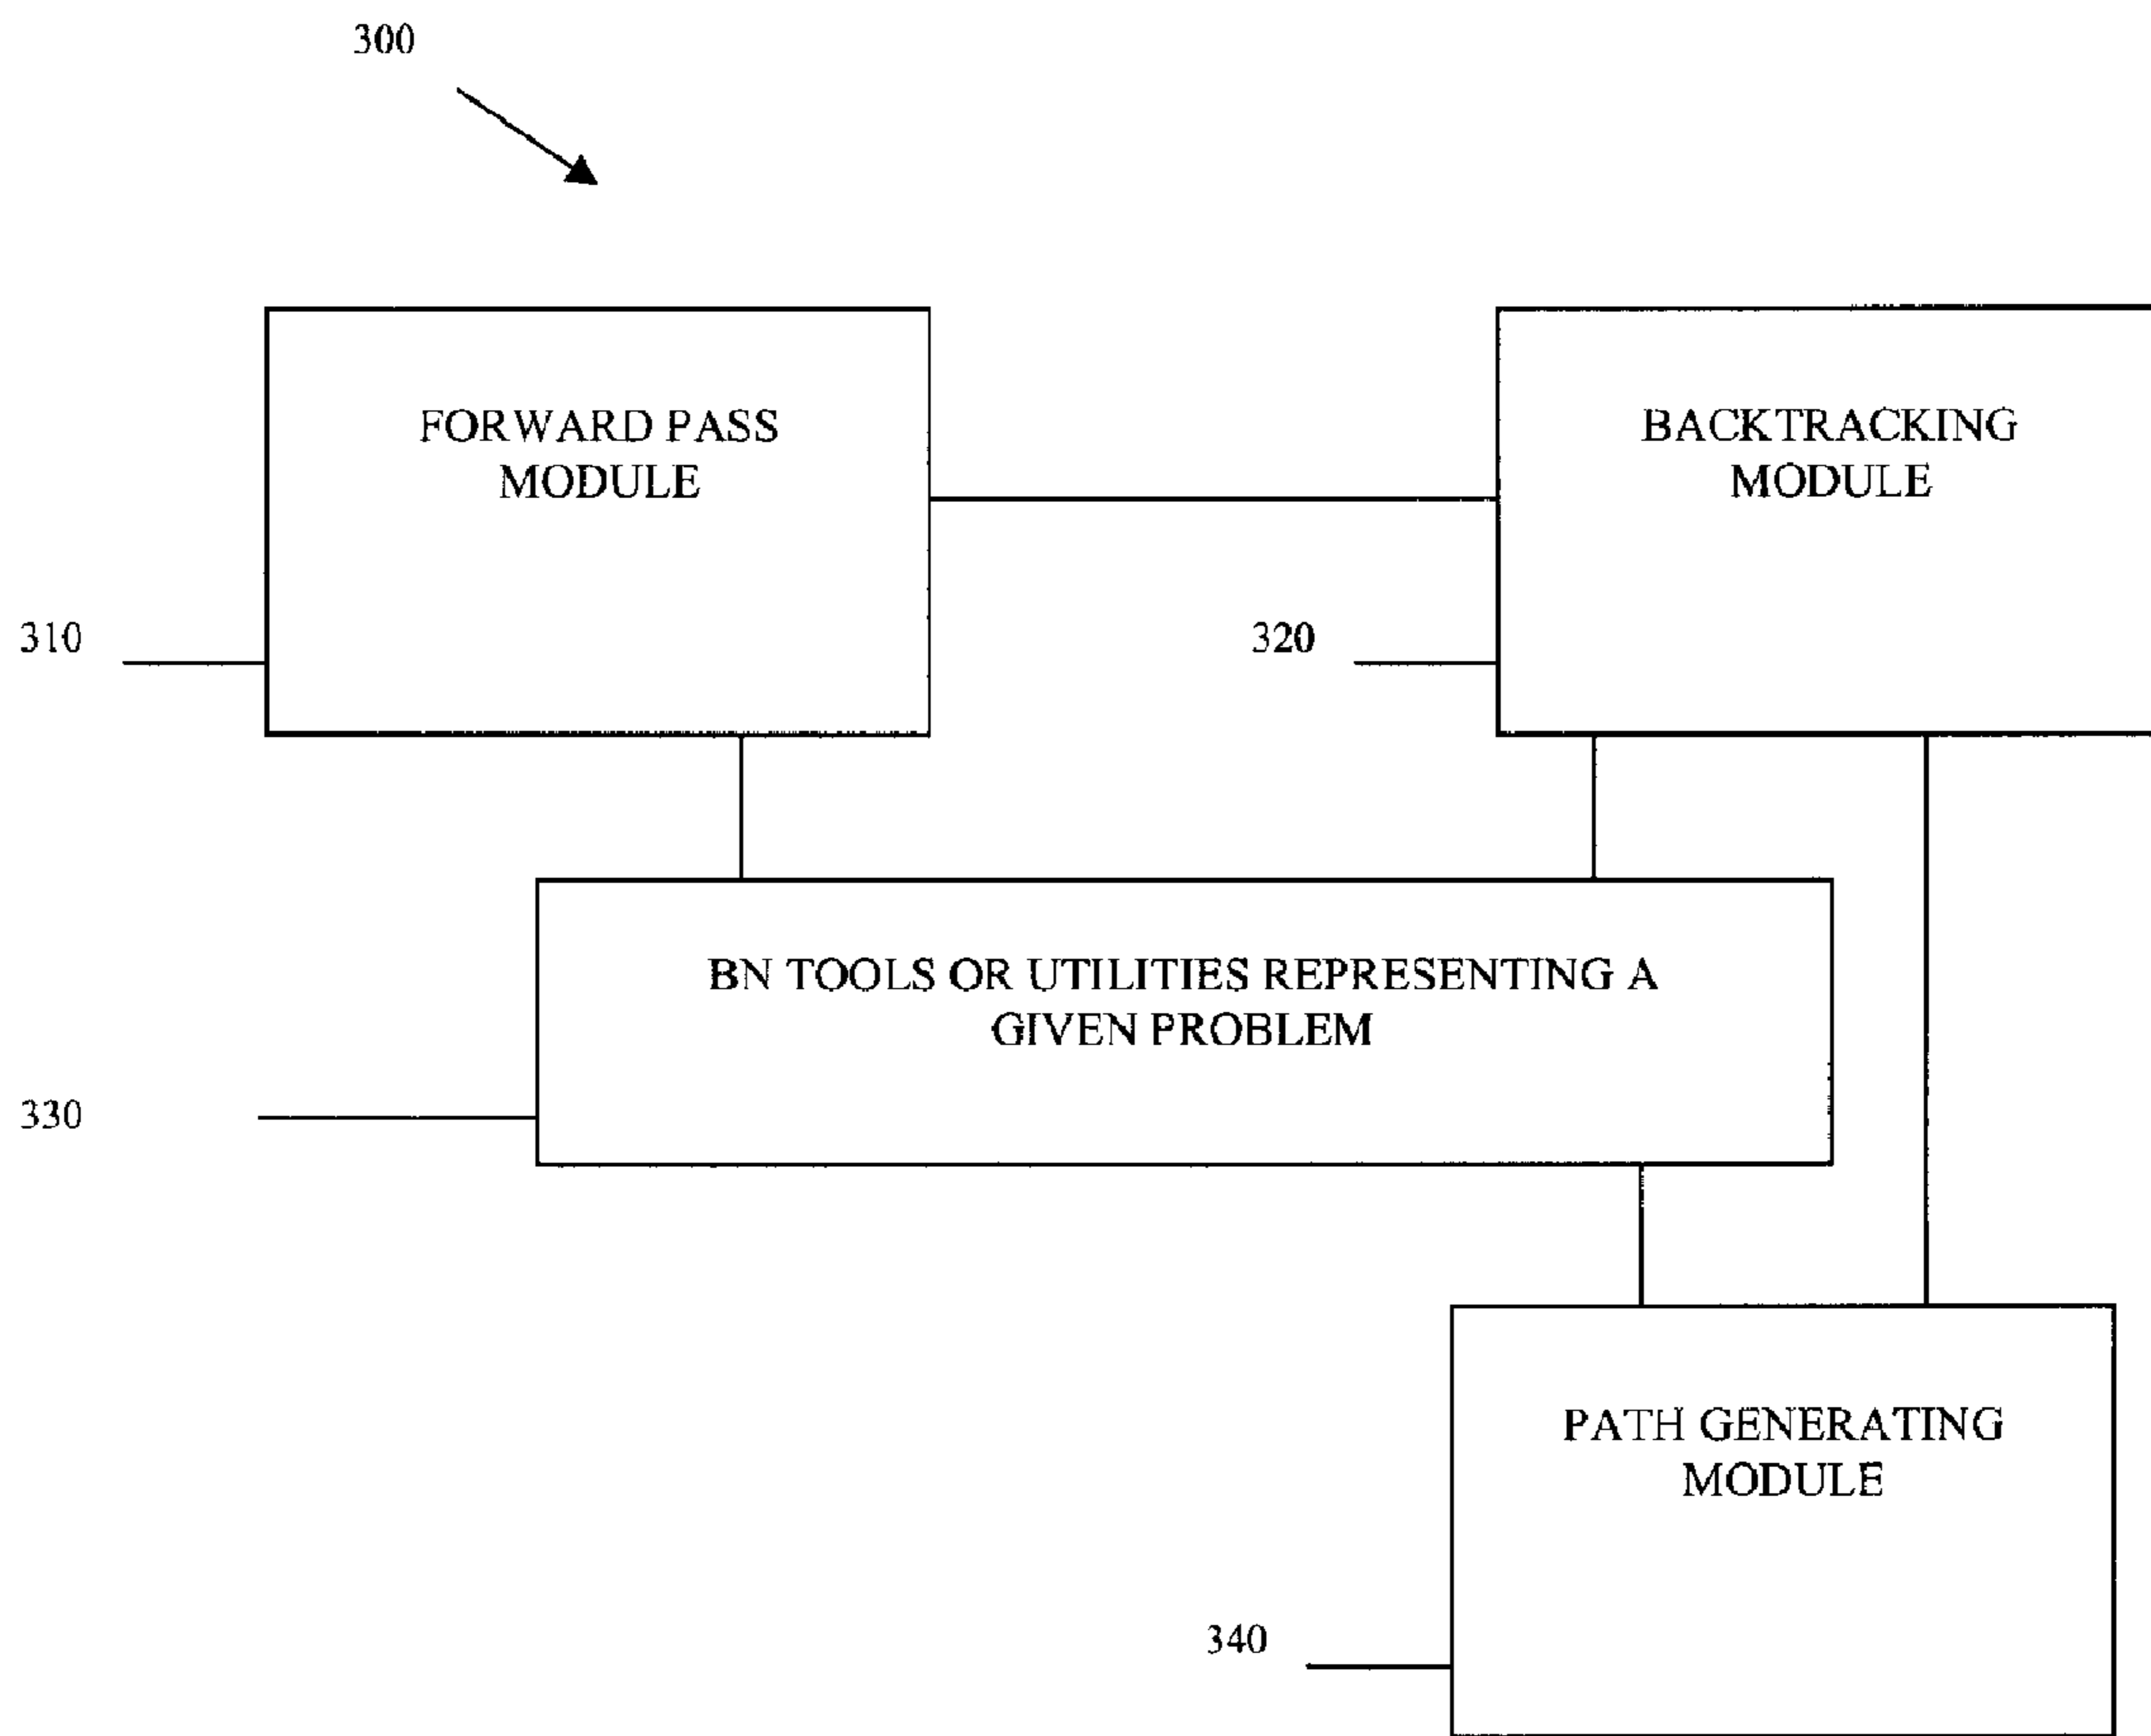 300
FORWARD PASS
MODULE
BACKTRACKING
MODULE
310
320
BN TOOLS OR UTILITIES REPRESENTING A
GIVEN PROBLEM
330
PATH GENERATING
MODULE
340